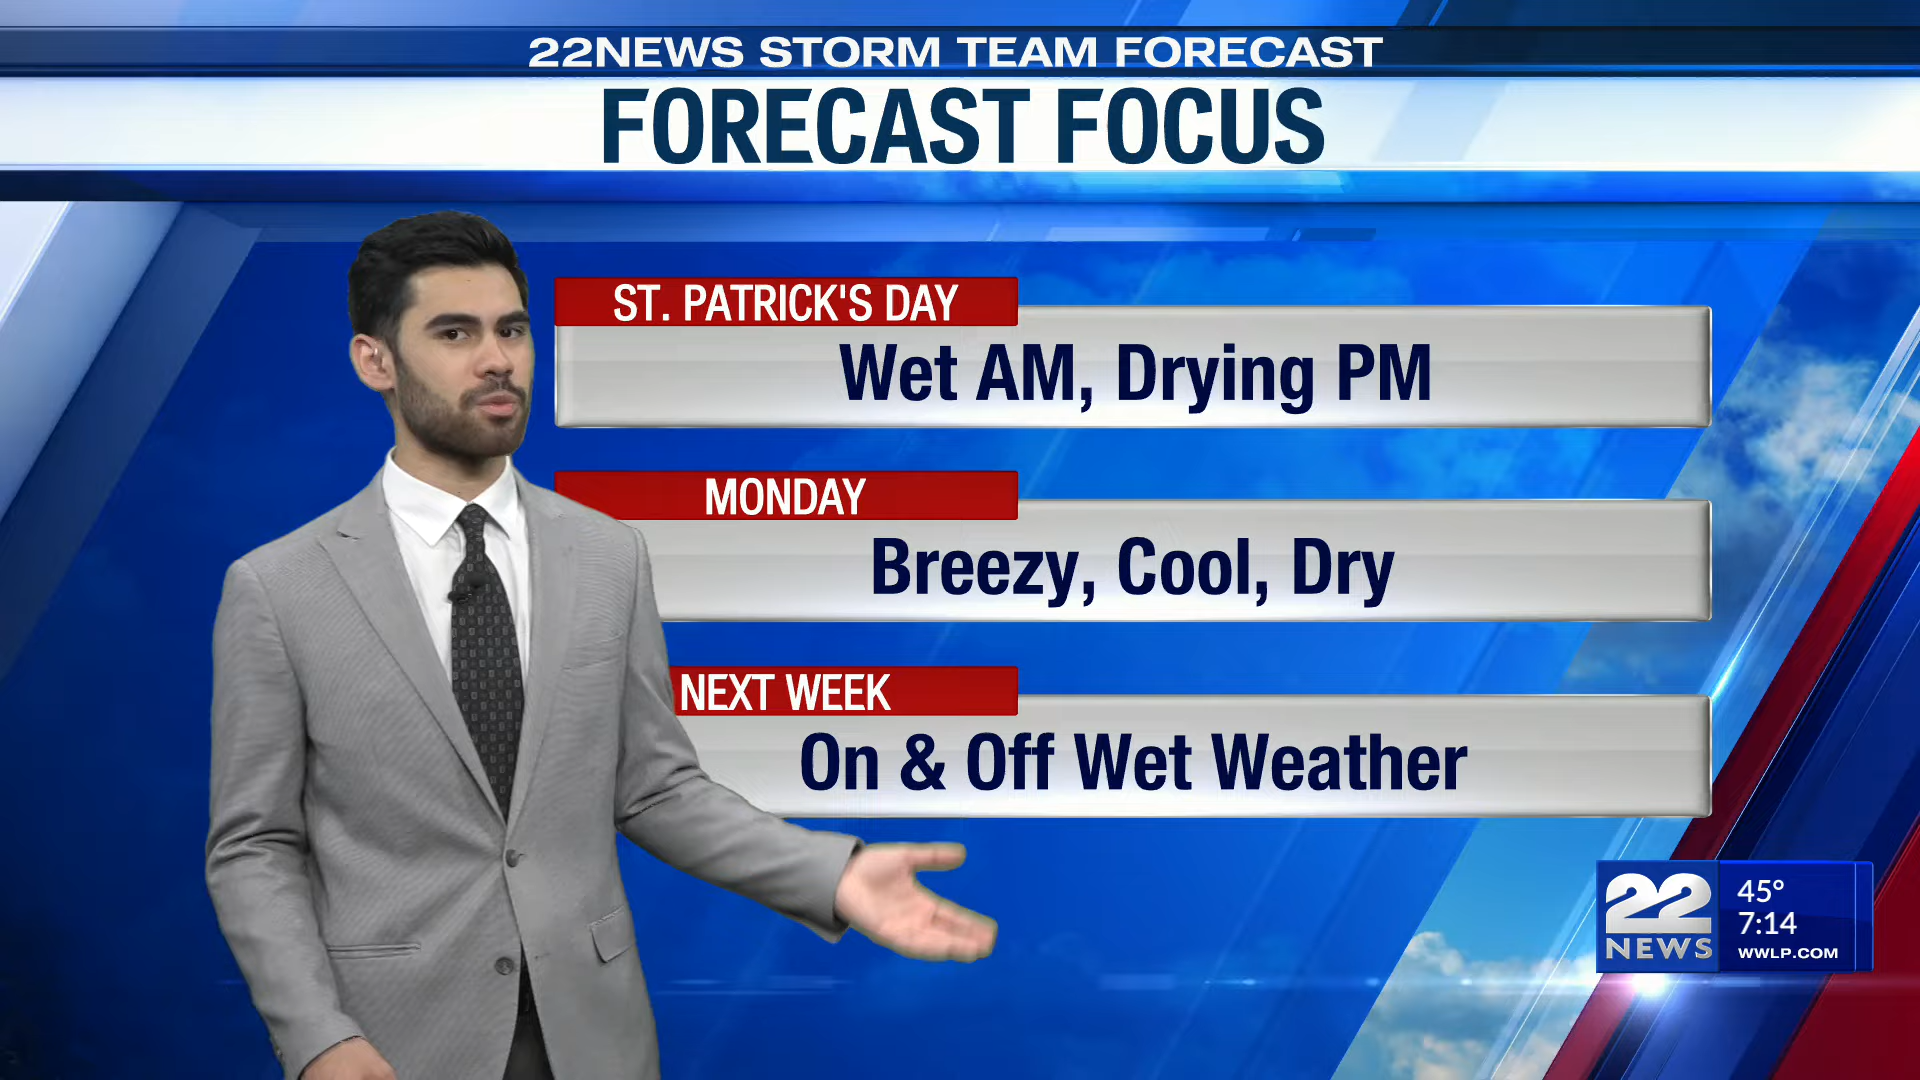 22NEWS STORM TEAM FORECAST
FORECAST FOCUS
ST. PATRICK'S DAY
Wet AM, Drying PM
MONDAY
Breezy, Cool, Dry
NEXT WEEK
On & Off Wet Weather
22
NEWS
45°
7:14
WWLP.COM